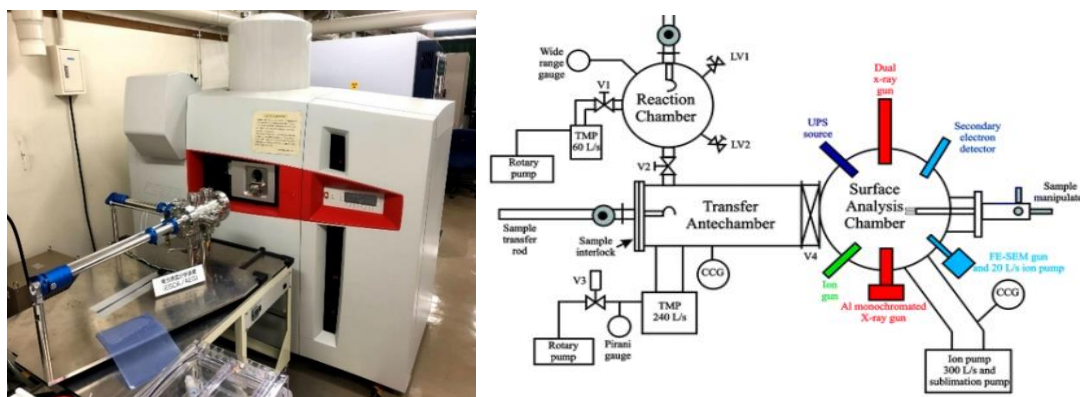 Wide
range
gauge
V1
LV1
Reaction
Chamber
TMP
60 L/s
LV2
Rotary
pump
V2
Dual
x-ray
gun
UPS
source
Secondary
electron
detector
Surface
Analysis
Chamber
Sample
manipulate
Transfer
Antechamber
Sample
transfer
rod
Sample
interlock
V4
CCG
Ion
gun
Al monochromated
X-ray gun
FE-SEM gun
and 20 L/s ion pump
CCG
V3
TMP
240 L/s
Rotary
pump
Pirani
gauge
Ion pump
300 L/s and
sublimation pump